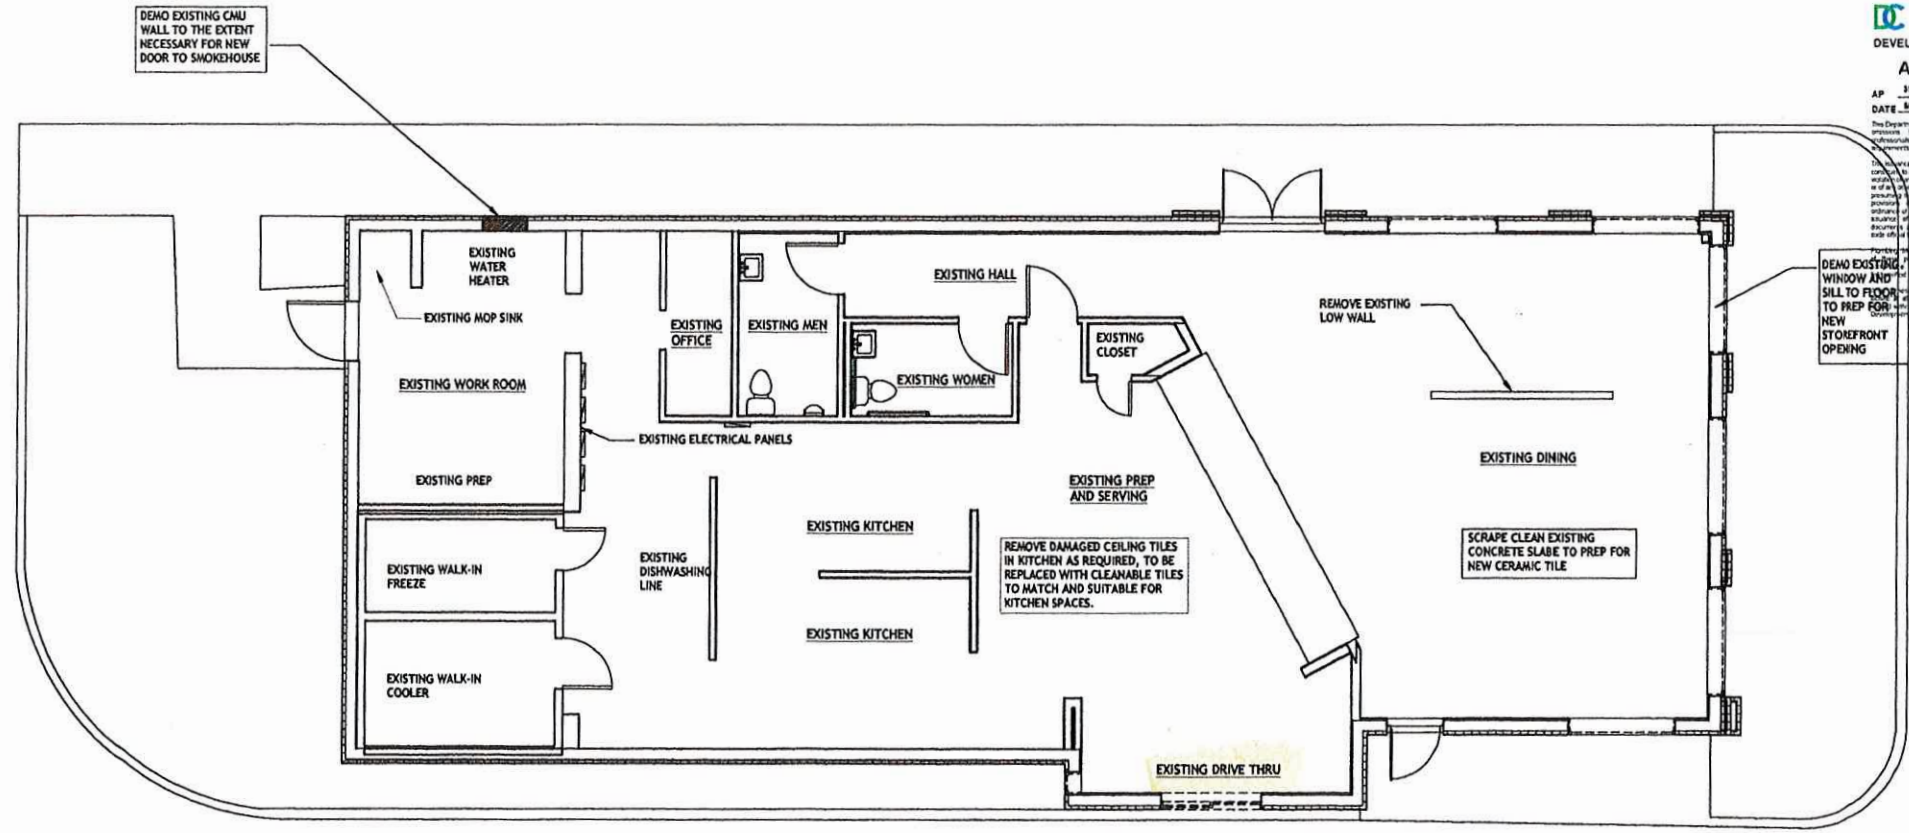 DEMO EXISTING CMU
WALL TO THE EXTENT
NECESSARY FOR NEW
DOOR TO SMOKEHOUSE
DC
DEVEL
A
AP
DATE
EXISTING
WATER
HEATER
EXISTING MOP SINK
EXISTING
OFFICE
EXISTING MEN
EXISTING HALL
EXISTING WOMEN
EXISTING
CLOSET
REMOVE EXISTING
LOW WALL
DEMO EXISTING
WINDOW AND
SILL TO FLOOR
TO PREP FOR
NEW
STOREFRONT
OPENING
EXISTING WORK ROOM
EXISTING ELECTRICAL PANELS
EXISTING PREP
EXISTING PREP
AND SERVING
EXISTING DINING
EXISTING KITCHEN
EXISTING WALK-IN
FREEZE
EXISTING
DISHWASHING
LINE
REMOVE DAMAGED CEILING TILES
IN KITCHEN AS REQUIRED, TO BE
REPLACED WITH CLEANABLE TILES
TO MATCH AND SUITABLE FOR
KITCHEN SPACES.
SCRAPE CLEAN EXISTING
CONCRETE SLABE TO PREP FOR
NEW CERAMIC TILE
EXISTING KITCHEN
EXISTING WALK-IN
COOLER
EXISTING DRIVE THRU